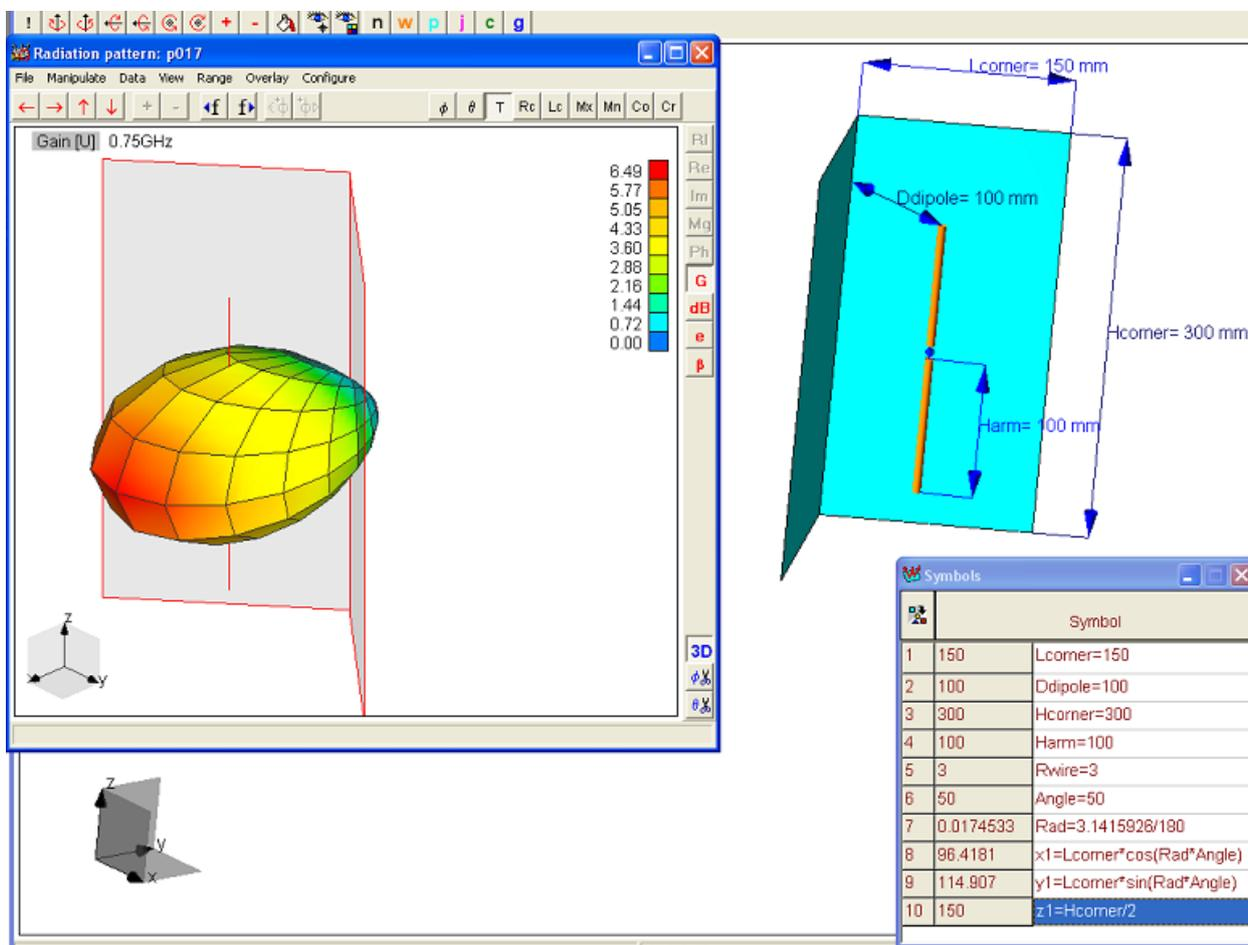 ! + - n w p j c g
Radiation pattern: p017
File Manipulate Data View Range Overlay Configure
← → ↑ ↓ + - f f ϕ θ T Rc Lc Mx Mn Co Cr
Gain [U] 0.75GHz
6.49
5.77
5.05
4.33
3.60
2.88
2.16
1.44
0.72
0.00
Rl
Re
Im
Mg
Ph
G
dB
e
β
3D
ϕ
θ
z
x
y
Lcorner= 150 mm
Ddipole= 100 mm
Hcorner= 300 mm
Harm= 100 mm
Z
y
x
Symbols
Symbol
1 150 Lcorner=150
2 100 Ddipole=100
3 300 Hcorner=300
4 100 Harm=100
5 3 Rwire=3
6 50 Angle=50
7 0.0174533 Rad=3.1415926/180
8 96.4181 x1=Lcorner*cos(Rad*Angle)
9 114.907 y1=Lcorner*sin(Rad*Angle)
10 150 z1=Hcorner/2